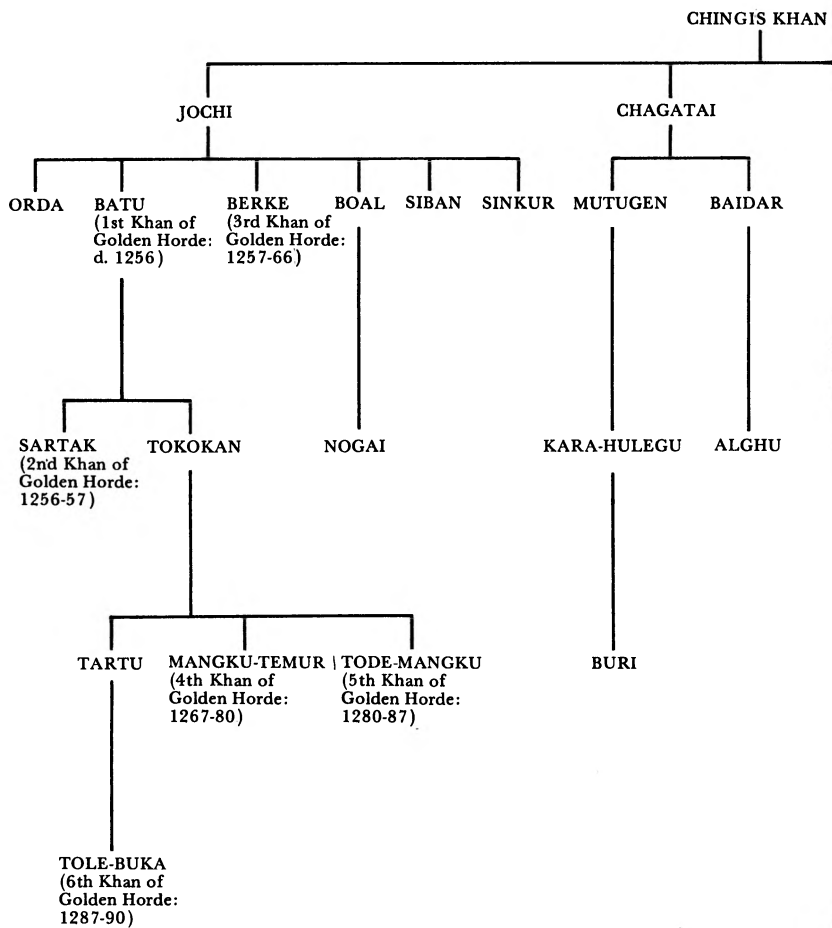 CHINGIS KHAN
JOCHI
CHAGATAI
ORDA
BATU
(1st Khan of
Golden Horde:
d. 1256)
BERKE
(3rd Khan of
Golden Horde:
1257-66)
BOAL
SIBAN
SINKUR
MUTUGEN
BAIDAR
SARTAK
(2nd Khan of
Golden Horde:
1256-57)
TOKOKAN
NOGAI
KARA-HULEGU
ALGHU
TARTU
MANGKU-TEMUR
(4th Khan of
Golden Horde:
1267-80)
TODE-MANGKU
(5th Khan of
Golden Horde:
1280-87)
BURI
TOLE-BUKA
(6th Khan of
Golden Horde:
1287-90)